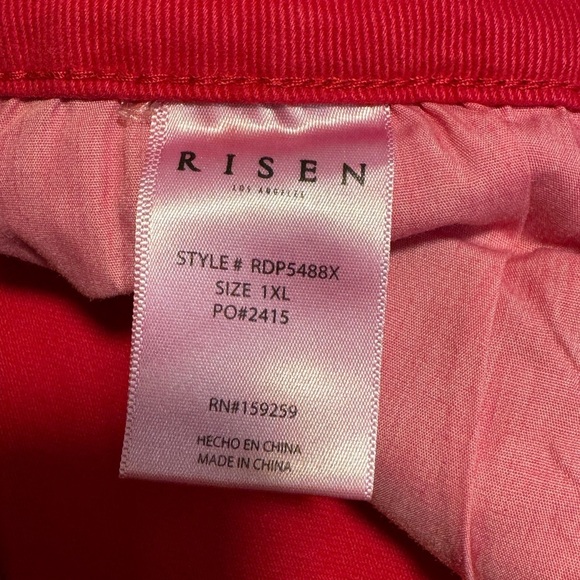 RISEN
LOS ANGELES
STYLE # RDP5488X
SIZE 1XL
PO#2415
RN#159259
HECHO EN CHINA
MADE IN CHINA